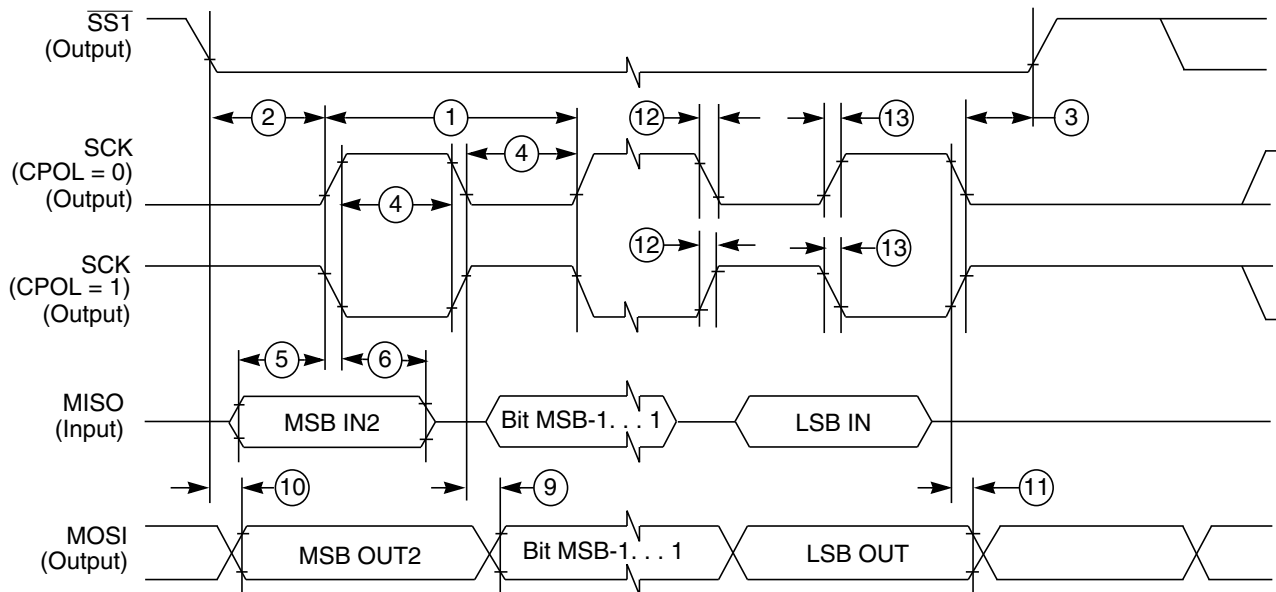 SS1
(Output)
2
1
12
13
3
SCK
(CPOL = 0)
(Output)
4
4
SCK
(CPOL = 1)
(Output)
12
13
5
6
MISO
(Input)
MSB IN2
Bit MSB-1. . . 1
LSB IN
10
9
11
MOSI
(Output)
MSB OUT2
Bit MSB-1. . . 1
LSB OUT